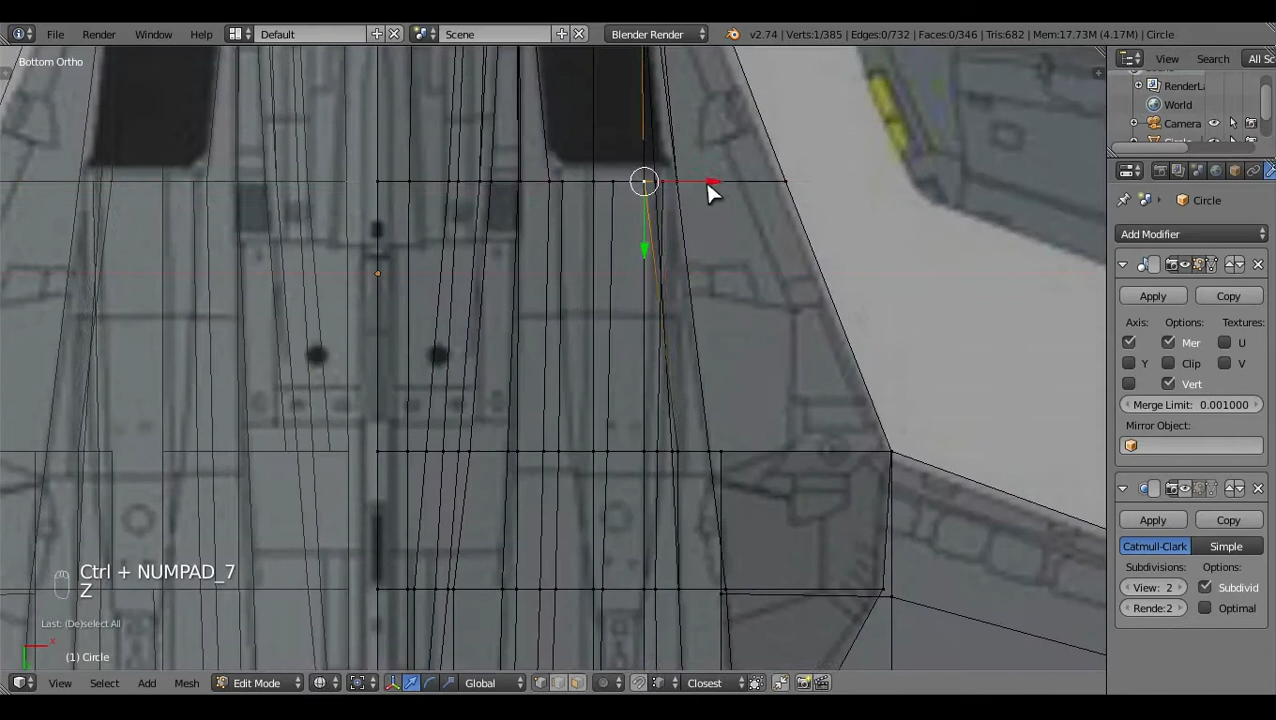 File Render Window Help Default Scene Blender Render v2.74 | Verts:1/385 | Edges:0/732 | Faces:0/346 | Tris:682 | Mem:17.73M (4.17M) | Circle
Bottom Ortho
View Search All Sc
RenderLa
World
Camera
Circle
Add Modifier
Apply Copy
Axis: Options: Textures:
Mer U
Y Clip V
Vert
Merge Limit: 0.001000
Mirror Object:
Apply Copy
Catmull-Clark Simple
Subdivisions: Options:
View: 2 Subdivid
Rende:2 Optimal
Ctrl + NUMPAD_7
Z
Last: (De)select All
x
(1) Circle
View Select Add Mesh Edit Mode Global Closest